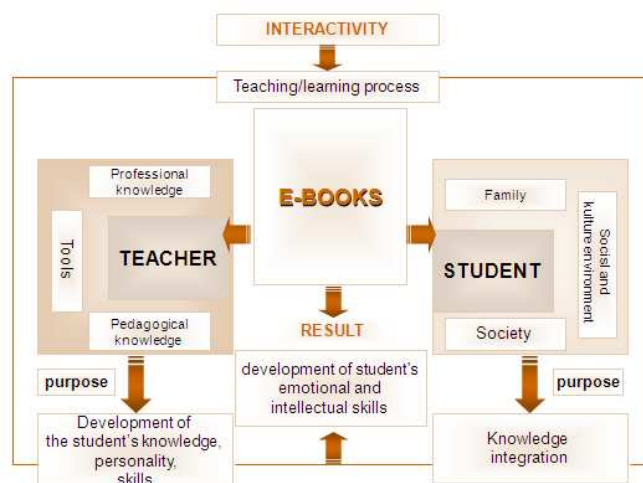 INTERACTIVITY
Teaching/learning process
E-BOOKS
Professional
knowledge
Tools
TEACHER
Pedagogical
knowledge
Family
STUDENT
Socisl and
kulture environment
Society
RESULT
development of student's
emotional and
intellectual skills
purpose
Development of
the student's knowledge,
personality,
skills
purpose
Knowledge
integration